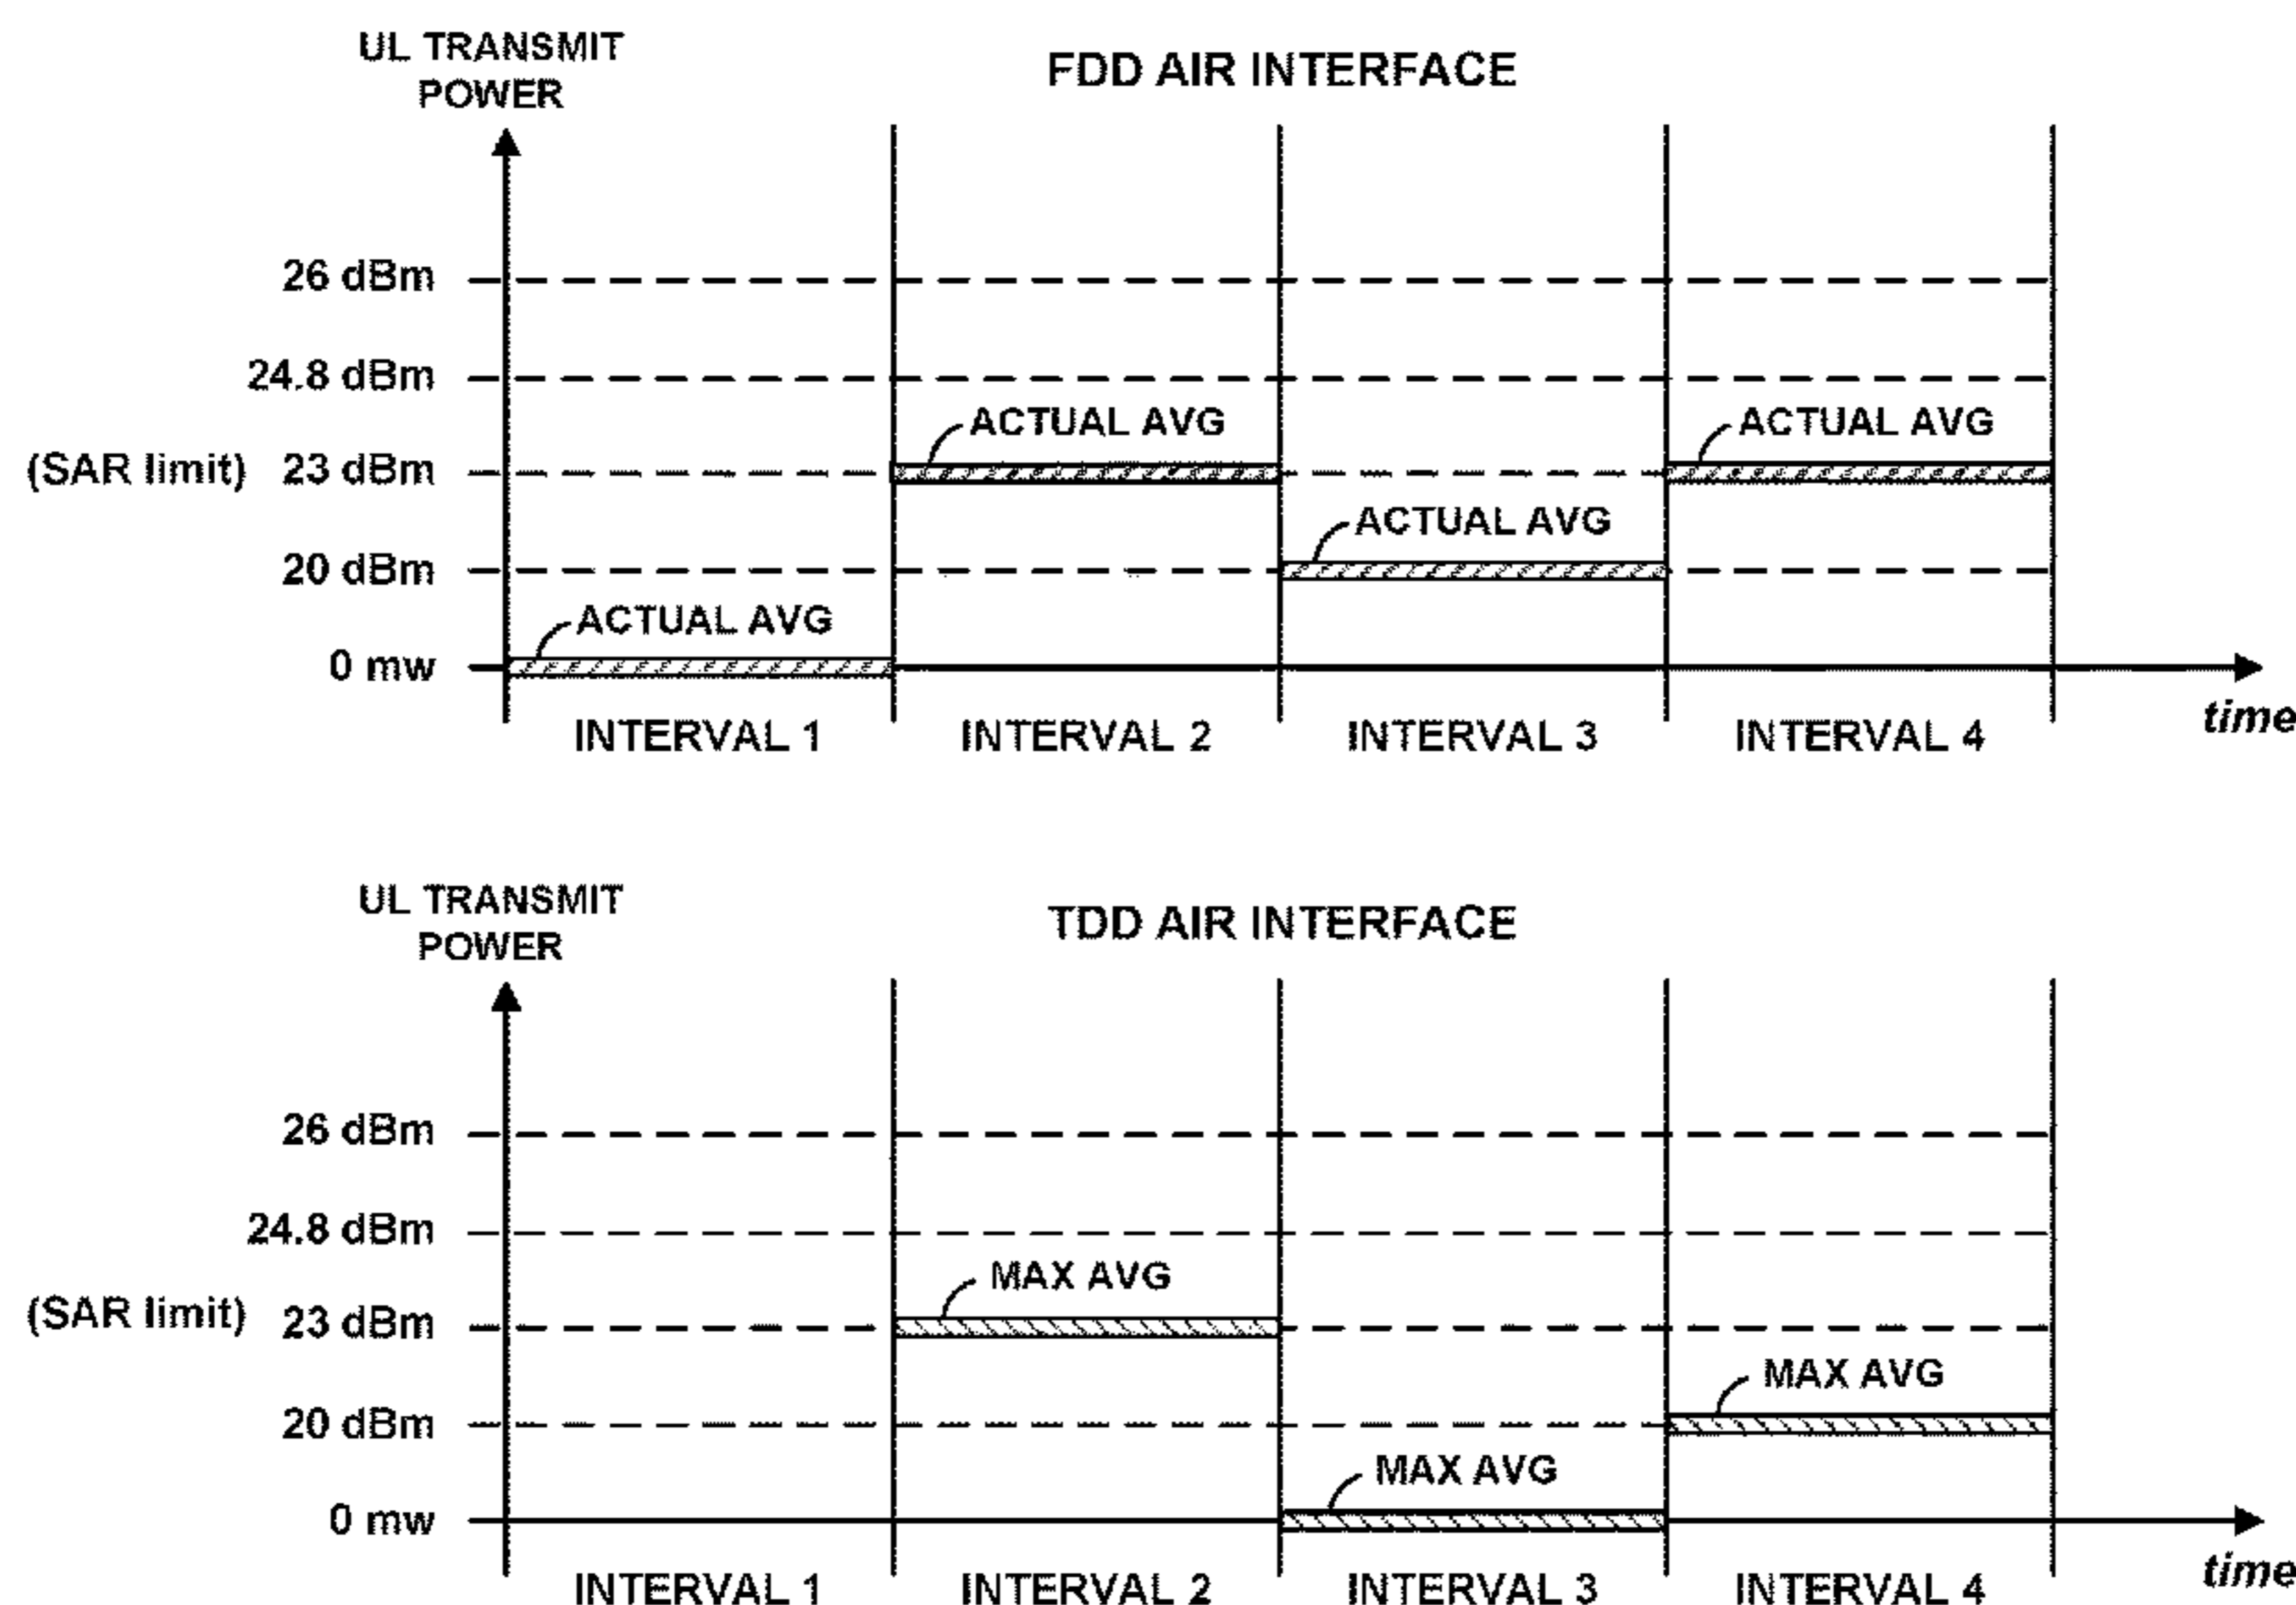 UL TRANSMIT
POWER
FDD AIR INTERFACE
26 dBm
24.8 dBm
ACTUAL AVG
ACTUAL AVG
(SAR limit) 23 dBm
ACTUAL AVG
20 dBm
ACTUAL AVG
0 mw
time
INTERVAL 1 INTERVAL 2 INTERVAL 3 INTERVAL 4
UL TRANSMIT
POWER
TDD AIR INTERFACE
26 dBm
24.8 dBm
MAX AVG
(SAR limit) 23 dBm
MAX AVG
20 dBm
MAX AVG
0 mw
time
INTERVAL 1 INTERVAL 2 INTERVAL 3 INTERVAL 4